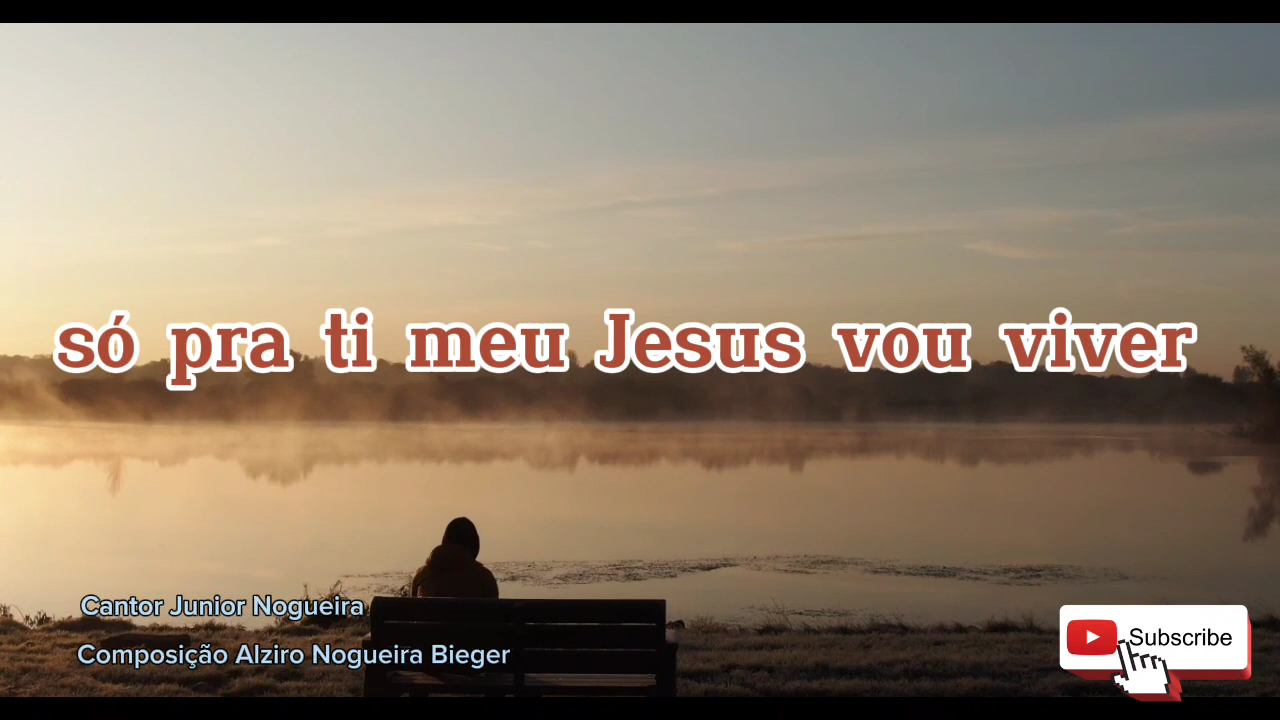 só pra ti meu Jesus vou viver
Cantor Junior Nogueira
Composição Alziro Nogueira Bieger
Subscribe